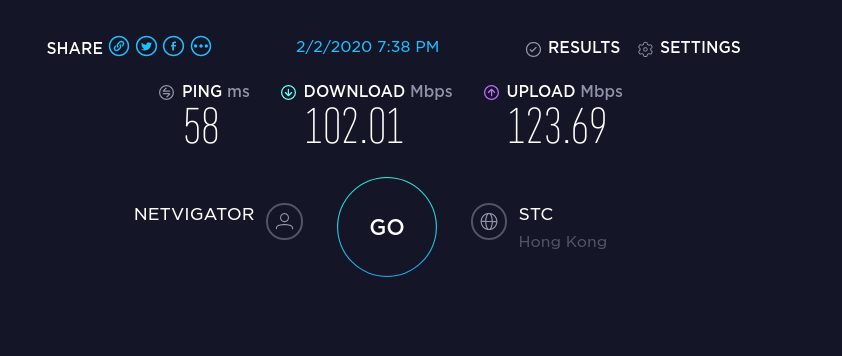 SHARE 2/2/2020 7:38 PM RESULTS SETTINGS
PING ms DOWNLOAD Mbps UPLOAD Mbps
58 102.01 123.69
NETVIGATOR GO STC
Hong Kong